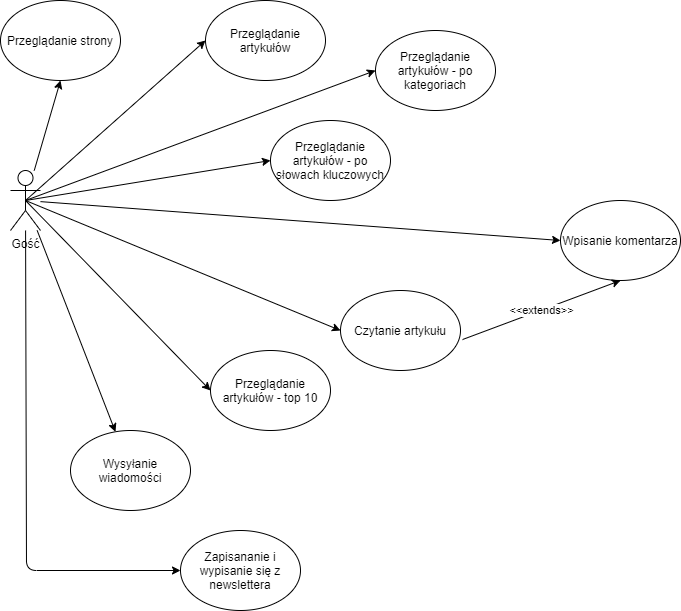 Przeglądanie strony
Przeglądanie
artykułów
Przeglądanie
artykułów - po
kategoriach
Przeglądanie
artykułów - po
słowach kluczowych
Gość
Wpisanie komentarza
<<extends>>
Czytanie artykułu
Przeglądanie
artykułów - top 10
Wysyłanie
wiadomości
Zapisananie i
wypisanie się z
newslettera